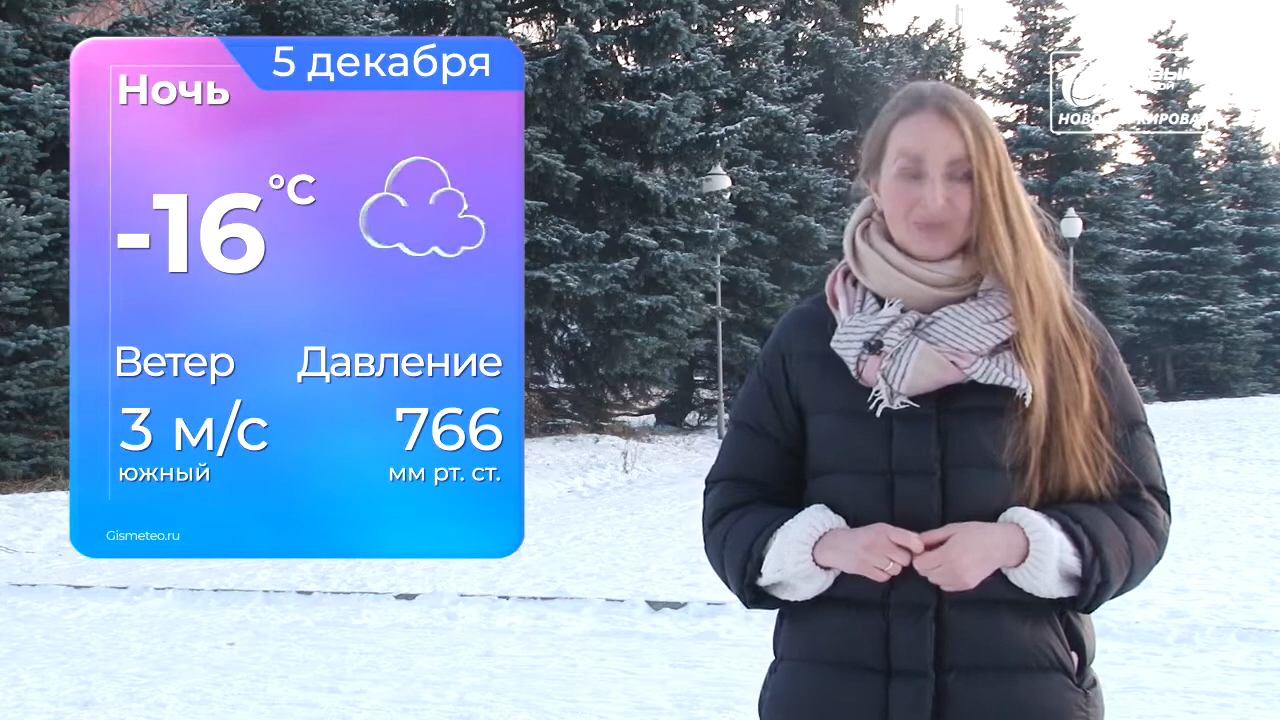 5 декабря
Ночь
-16 °C
Ветер Давление
3 м/с 766
южный мм рт. ст.
Gismeteo.ru